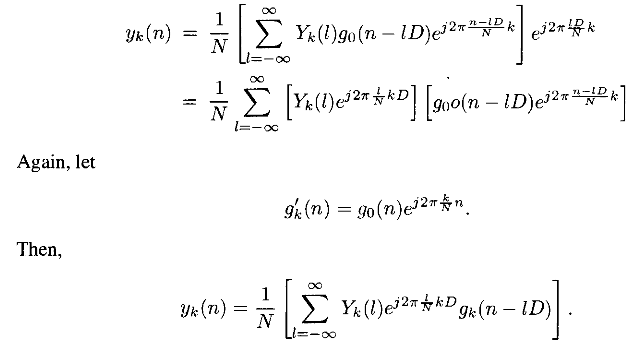 y_k(n) = \frac{1}{N} \left[ \sum_{l=-\infty}^{\infty} Y_k(l) g_0(n - lD) e^{j2\pi \frac{n-lD}{N} k} \right] e^{j2\pi \frac{lD}{N} k}
= \frac{1}{N} \sum_{l=-\infty}^{\infty} \left[ Y_k(l) e^{j2\pi \frac{l}{N} kD} \right] \left[ g_0 o(n - lD) e^{j2\pi \frac{n-lD}{N} k} \right]
Again, let
g'_k(n) = g_0(n) e^{j2\pi \frac{k}{N} n}.
Then,
y_k(n) = \frac{1}{N} \left[ \sum_{l=-\infty}^{\infty} Y_k(l) e^{j2\pi \frac{l}{N} kD} g_k(n - lD) \right].